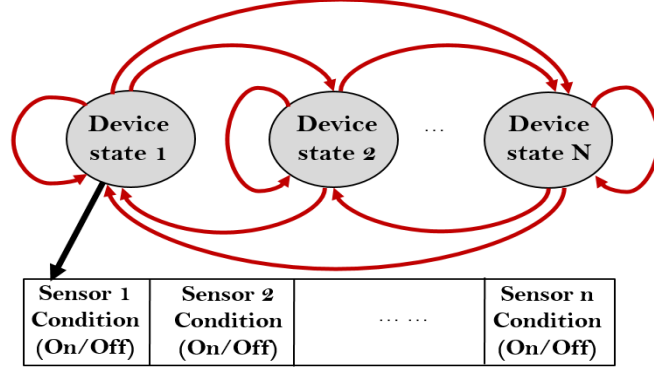 Device
state 1
Device
state 2
...
Device
state N
Sensor 1
Condition
(On/Off)
Sensor 2
Condition
(On/Off)
... ...
Sensor n
Condition
(On/Off)